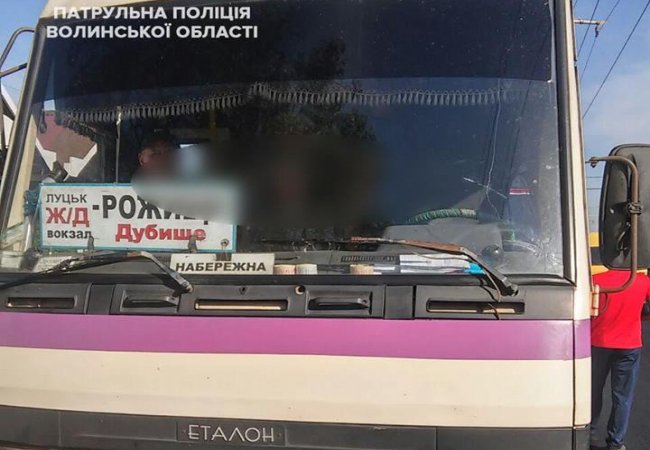 ПАТРУЛЬНА ПОЛІЦІЯ
ВОЛИНСЬКОЇ ОБЛАСТІ
ЛУЦЬК
Ж/Д
вокзал
Дубище
НАБЕРЕЖНА
ЕТАЛОН